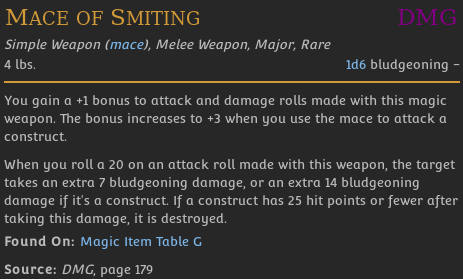 Mace of Smiting DMG
Simple Weapon (mace), Melee Weapon, Major, Rare
4 lbs. 1d6 bludgeoning –
You gain a +1 bonus to attack and damage rolls made with this magic
weapon. The bonus increases to +3 when you use the mace to attack a
construct.
When you roll a 20 on an attack roll made with this weapon, the target
takes an extra 7 bludgeoning damage, or an extra 14 bludgeoning
damage if it's a construct. If a construct has 25 hit points or fewer after
taking this damage, it is destroyed.
Found On: Magic Item Table G
Source: DMG, page 179